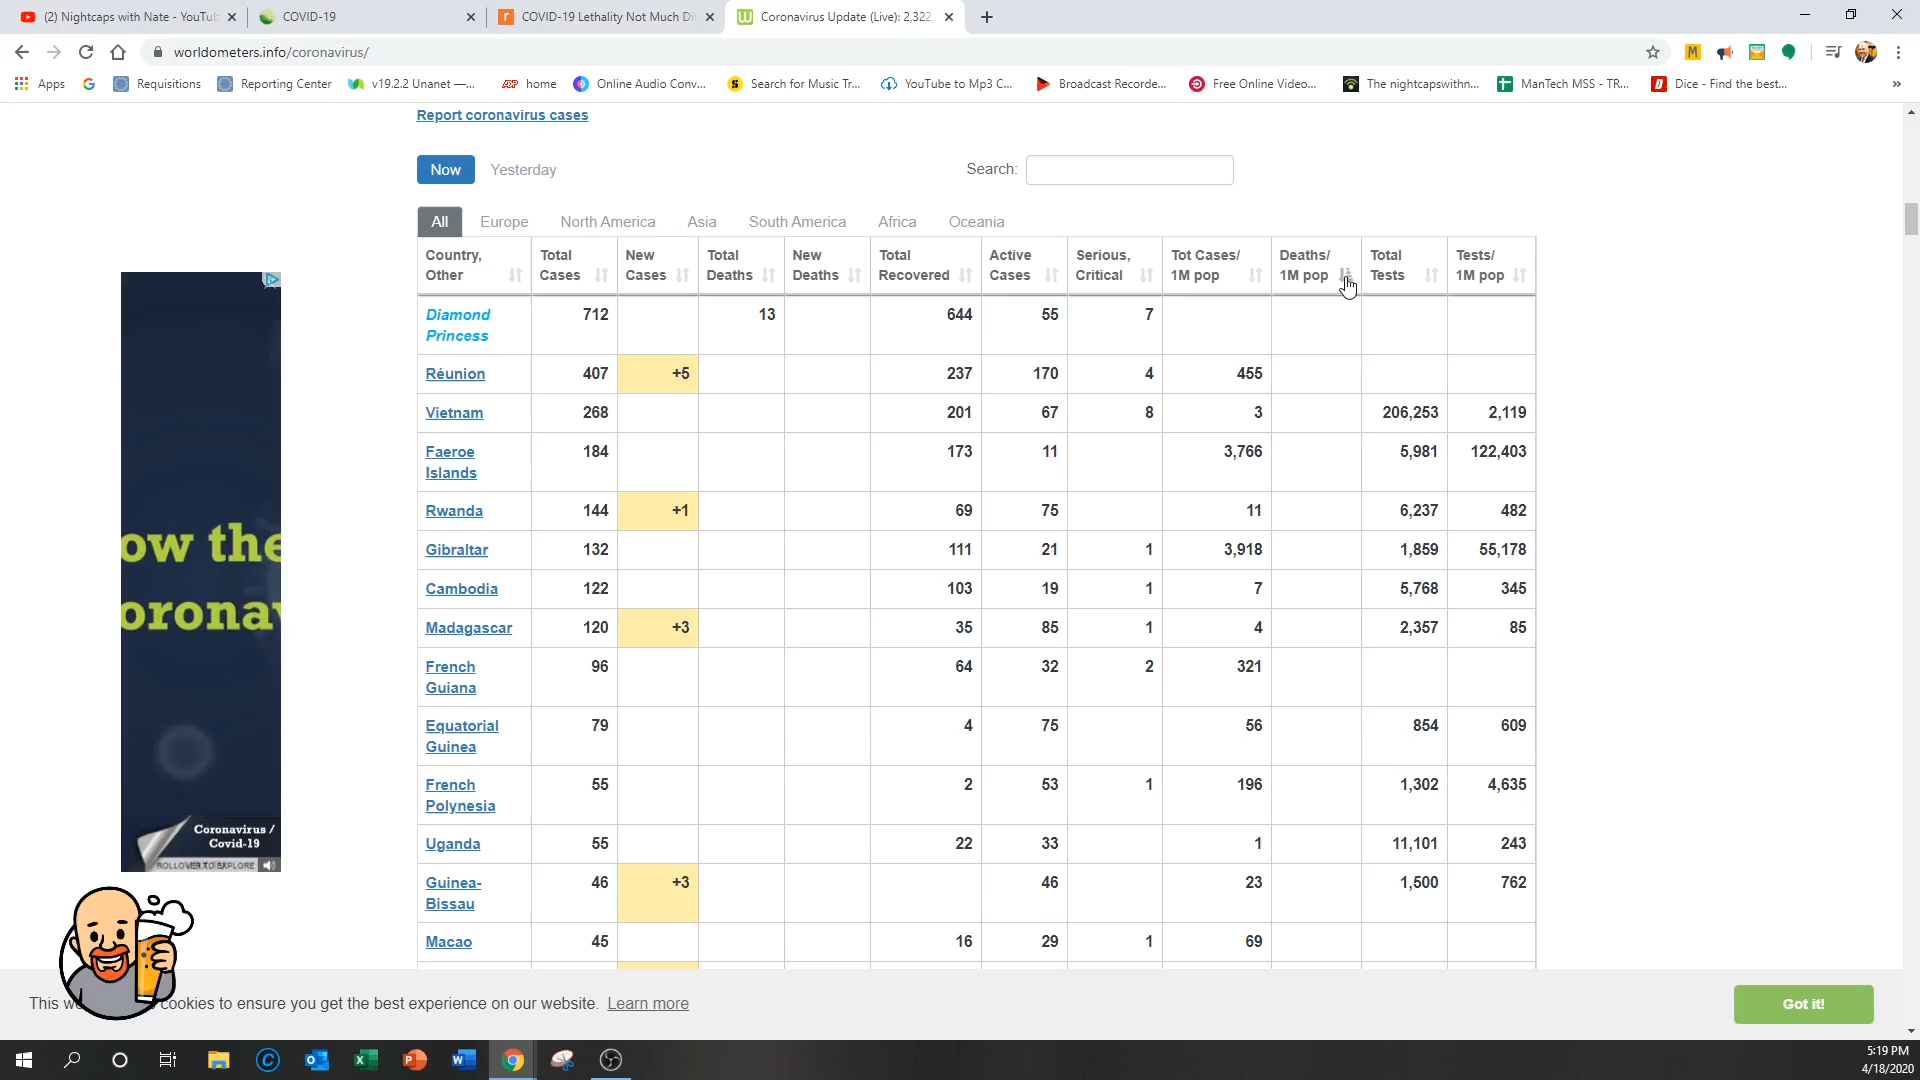 (2) Nightcaps with Nate - YouTub
COVID-19
COVID-19 Lethality Not Much Di
Coronavirus Update (Live): 2,322,
worldometers.info/coronavirus/
Apps
Requisitions
Reporting Center
v19.2.2 Unanet —...
home
Online Audio Conv...
Search for Music Tr...
YouTube to Mp3 C...
Broadcast Recorde...
Free Online Video...
The nightcapswithn...
ManTech MSS - TR...
Dice - Find the best...
Report coronavirus cases
Now Yesterday Search:
All Europe North America Asia South America Africa Oceania
Country, Other Total Cases New Cases Total Deaths New Deaths Total Recovered Active Cases Serious, Critical Tot Cases/ 1M pop Deaths/ 1M pop Total Tests Tests/ 1M pop
Diamond Princess 712 13 644 55 7
Réunion 407 +5 237 170 4 455
Vietnam 268 201 67 8 3 206,253 2,119
Faeroe Islands 184 173 11 3,766 5,981 122,403
Rwanda 144 +1 69 75 11 6,237 482
Gibraltar 132 111 21 1 3,918 1,859 55,178
Cambodia 122 103 19 1 7 5,768 345
Madagascar 120 +3 35 85 1 4 2,357 85
French Guiana 96 64 32 2 321
Equatorial Guinea 79 4 75 56 854 609
French Polynesia 55 2 53 1 196 1,302 4,635
Uganda 55 22 33 1 11,101 243
Guinea-Bissau 46 +3 46 23 1,500 762
Macao 45 16 29 1 69
ow the
orona
Coronavirus /
Covid-19
This we cookies to ensure you get the best experience on our website. Learn more
Got it!
5:19 PM
4/18/2020